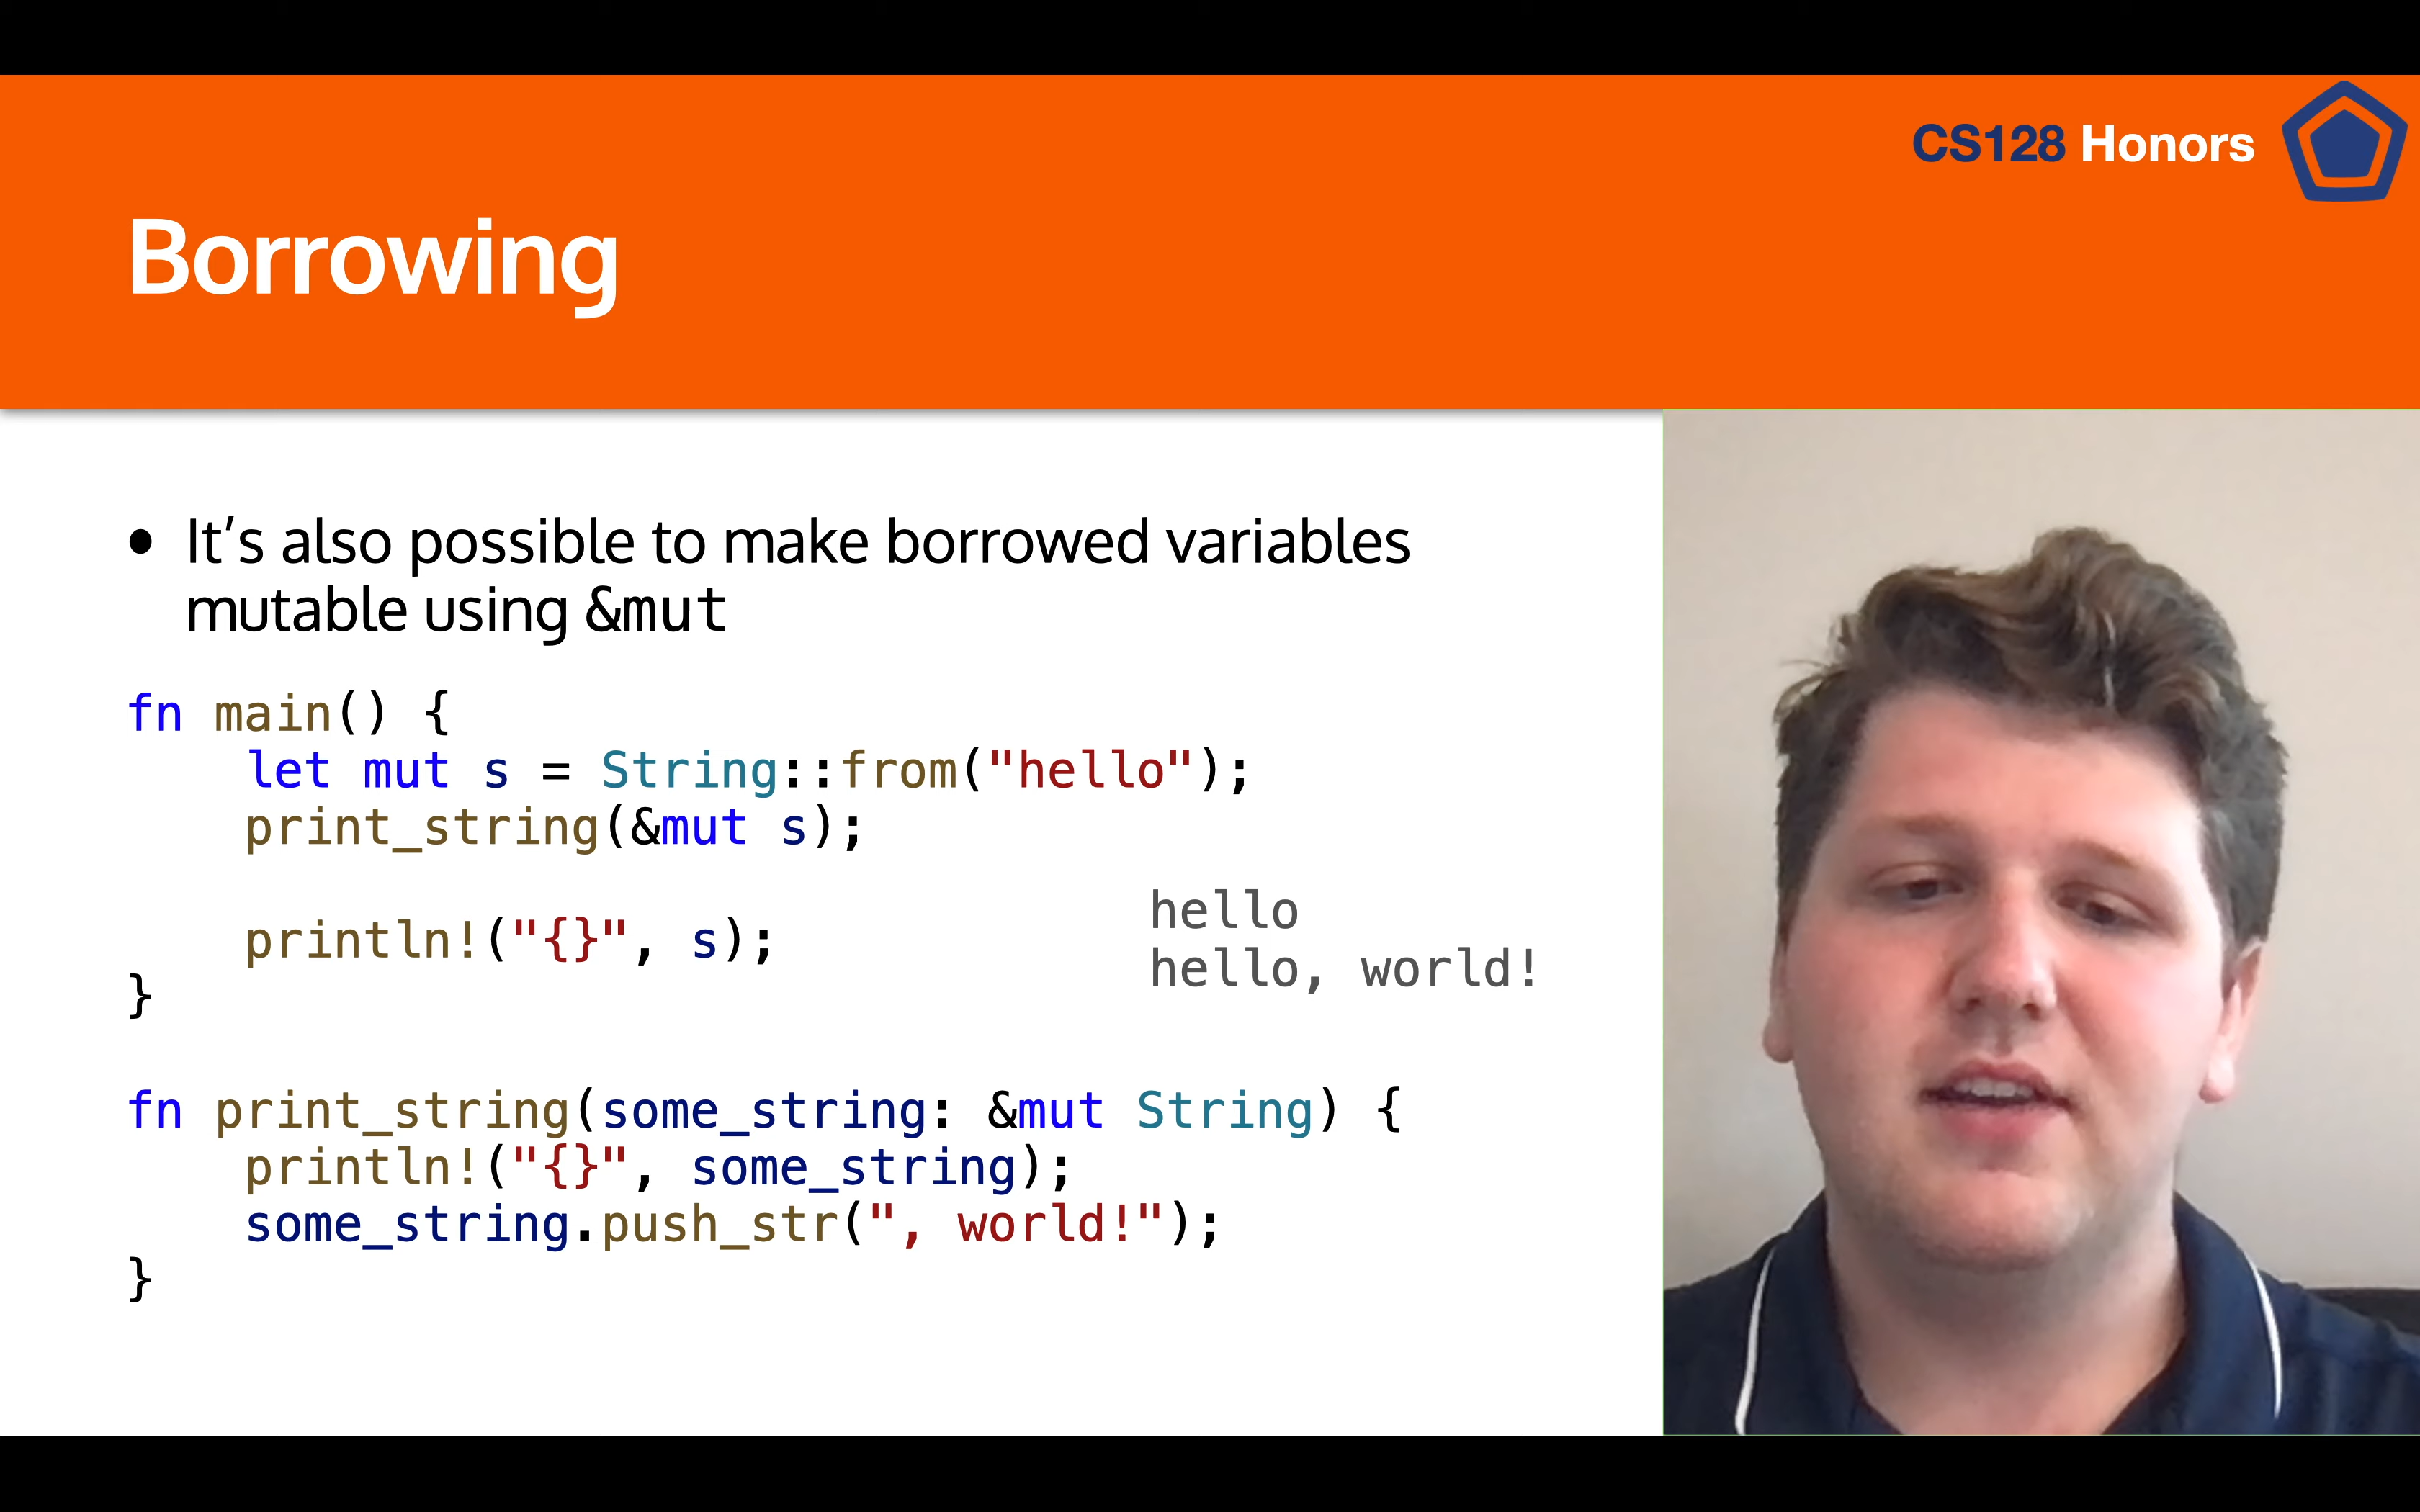 CS128 Honors
Borrowing
• It's also possible to make borrowed variables
mutable using &mut
fn main() {
    let mut s = String::from("hello");
    print_string(&mut s);
    println!("{}", s);
}
hello
hello, world!
fn print_string(some_string: &mut String) {
    println!("{}", some_string);
    some_string.push_str(", world!");
}